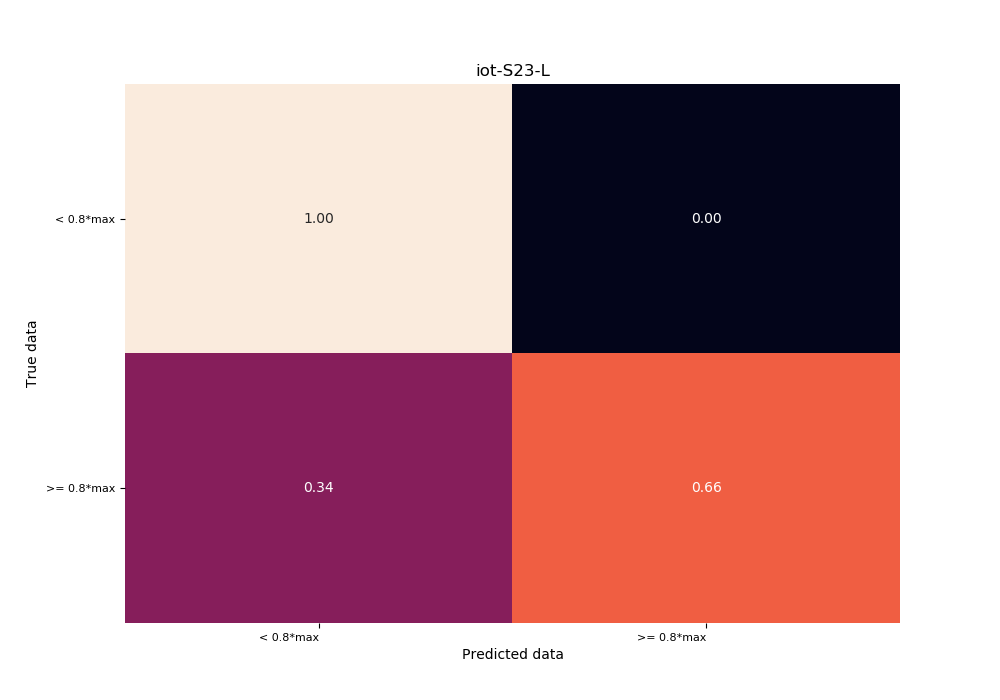 iot-S23-L
< 0.8*max
1.00
0.00
True data
>= 0.8*max
0.34
0.66
< 0.8*max
>= 0.8*max
Predicted data